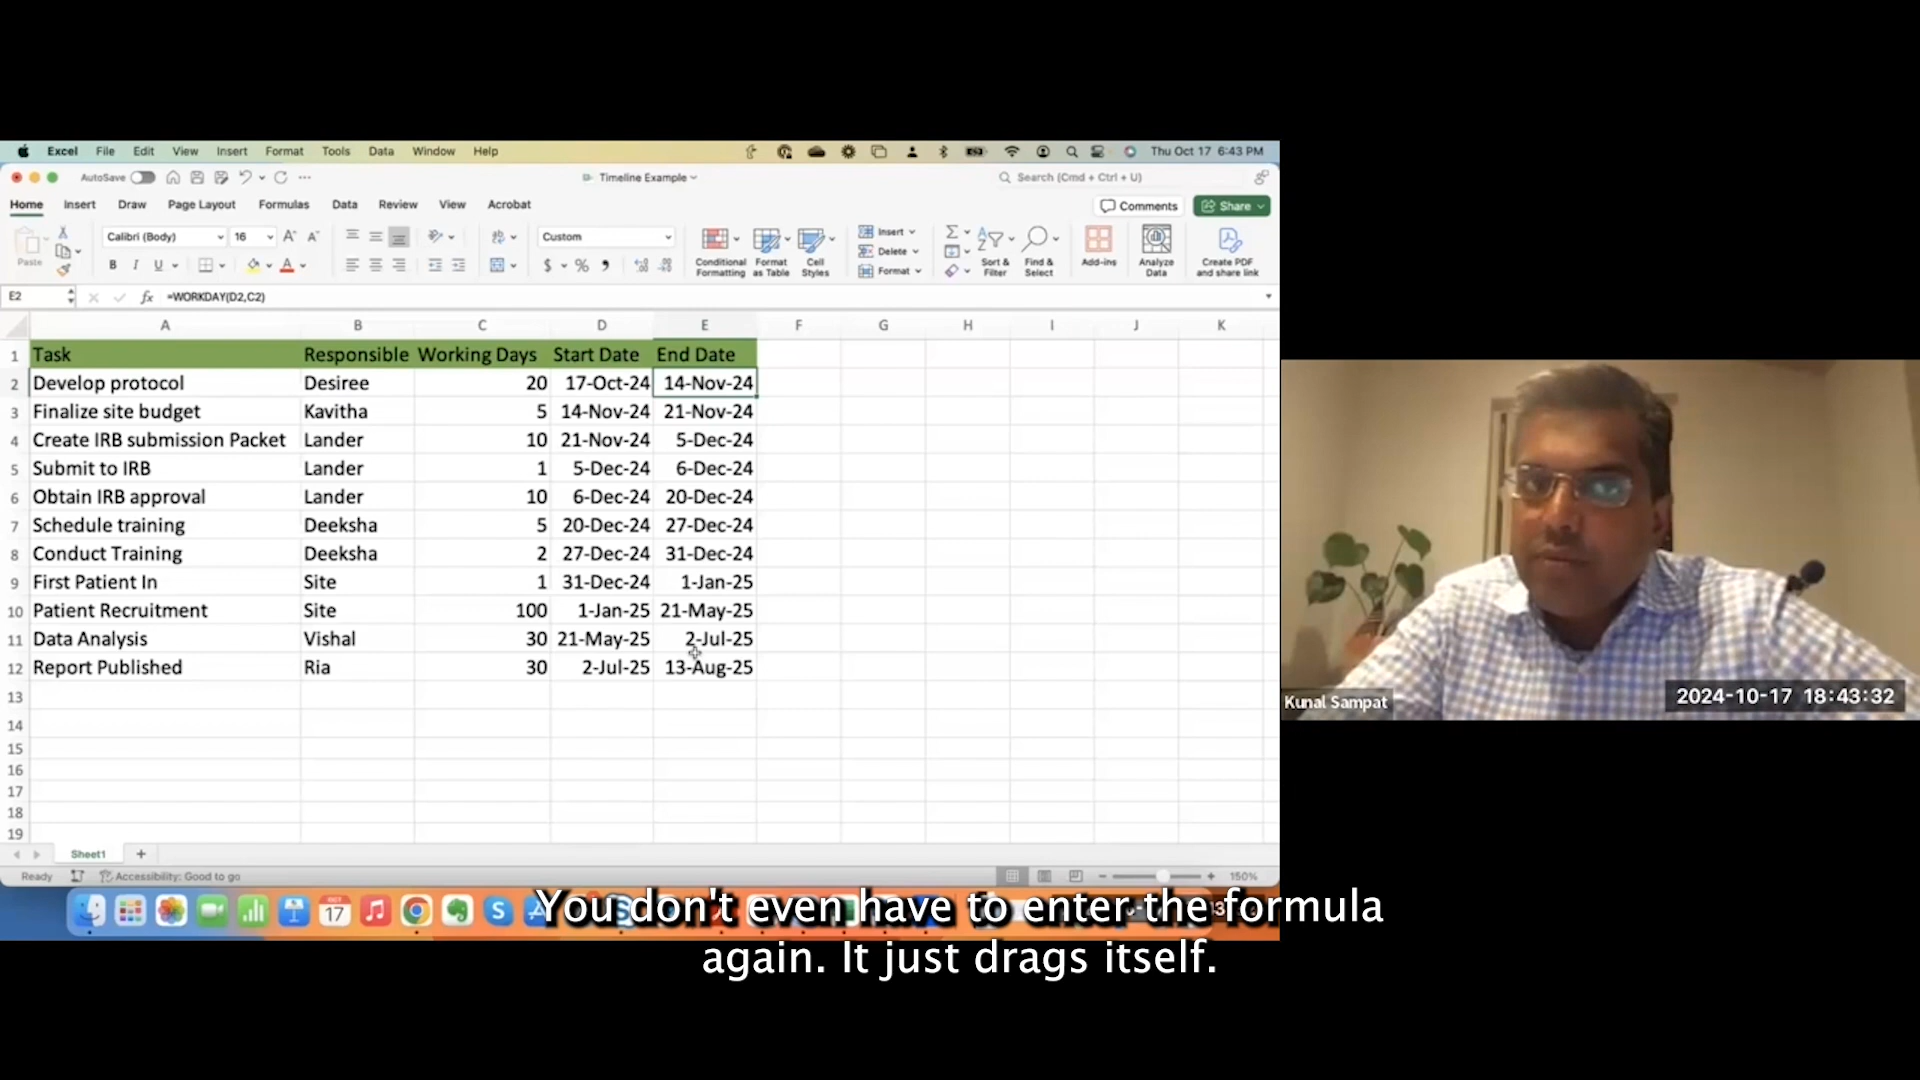 Excel File Edit View Insert Format Tools Data Window Help Thu Oct 17 6:43 PM
AutoSave Timeline Example Search (Cmd + Ctrl + U)
Home Insert Draw Page Layout Formulas Data Review View Acrobat Comments Share
Paste Calibri (Body) 16 Custom Conditional Formatting Format as Table Cell Styles Insert Delete Format Sort & Filter Find & Select Add-ins Analyze Data Create PDF and share link
E2 fx =WORKDAY(D2,C2)
A B C D E F G H I J K
1 Task Responsible Working Days Start Date End Date
2 Develop protocol Desiree 20 17-Oct-24 14-Nov-24
3 Finalize site budget Kavitha 5 14-Nov-24 21-Nov-24
4 Create IRB submission Packet Lander 10 21-Nov-24 5-Dec-24
5 Submit to IRB Lander 1 5-Dec-24 6-Dec-24
6 Obtain IRB approval Lander 10 6-Dec-24 20-Dec-24
7 Schedule training Deeksha 5 20-Dec-24 27-Dec-24
8 Conduct Training Deeksha 2 27-Dec-24 31-Dec-24
9 First Patient In Site 1 31-Dec-24 1-Jan-25
10 Patient Recruitment Site 100 1-Jan-25 21-May-25
11 Data Analysis Vishal 30 21-May-25 2-Jul-25
12 Report Published Ria 30 2-Jul-25 13-Aug-25
13
14
15
16
17
18
19
Sheet1
Ready Accessibility: Good to go 150%
OCT 17
Kunal Sampat 2024-10-17 18:43:32
You don't even have to enter the formula
again. It just drags itself.